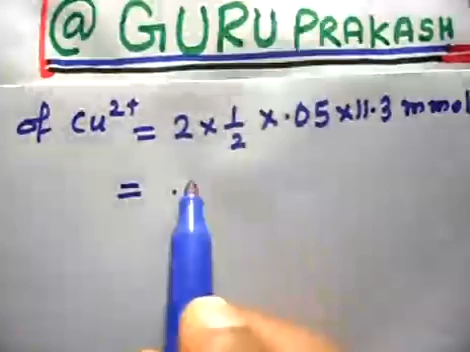 @ GURU PRAKASH
of Cu²⁺ = 2 × 1/2 × .05 × 11.3 mmol
= .